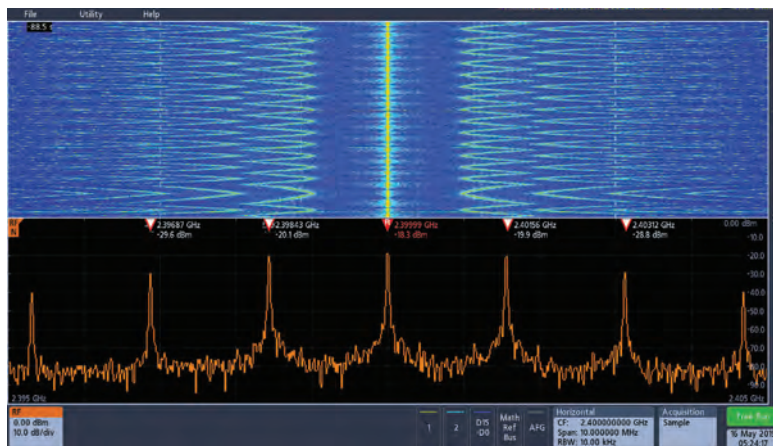 File Utility Help
-88.5
2.39687 GHz
-29.6 dBm
2.39843 GHz
-20.1 dBm
R
2.39999 GHz
-18.3 dBm
2.40156 GHz
-19.9 dBm
2.40312 GHz
-28.8 dBm
0.00 dBm
RF
N
-10.0
-20.0
-30.0
-40.0
-50.0
-60.0
-70.0
-80.0
-90.0
2.395 GHz
2.405 GHz
RF
0.00 dBm
10.0 dB/div
1
2
D15
-D0
Math
Ref
Bus
AFG
Horizontal
CF: 2.400000000 GHz
Span: 10.000000 MHz
RBW: 10.00 kHz
Acquisition
Sample
Free Run
16 May 201
05:24:17